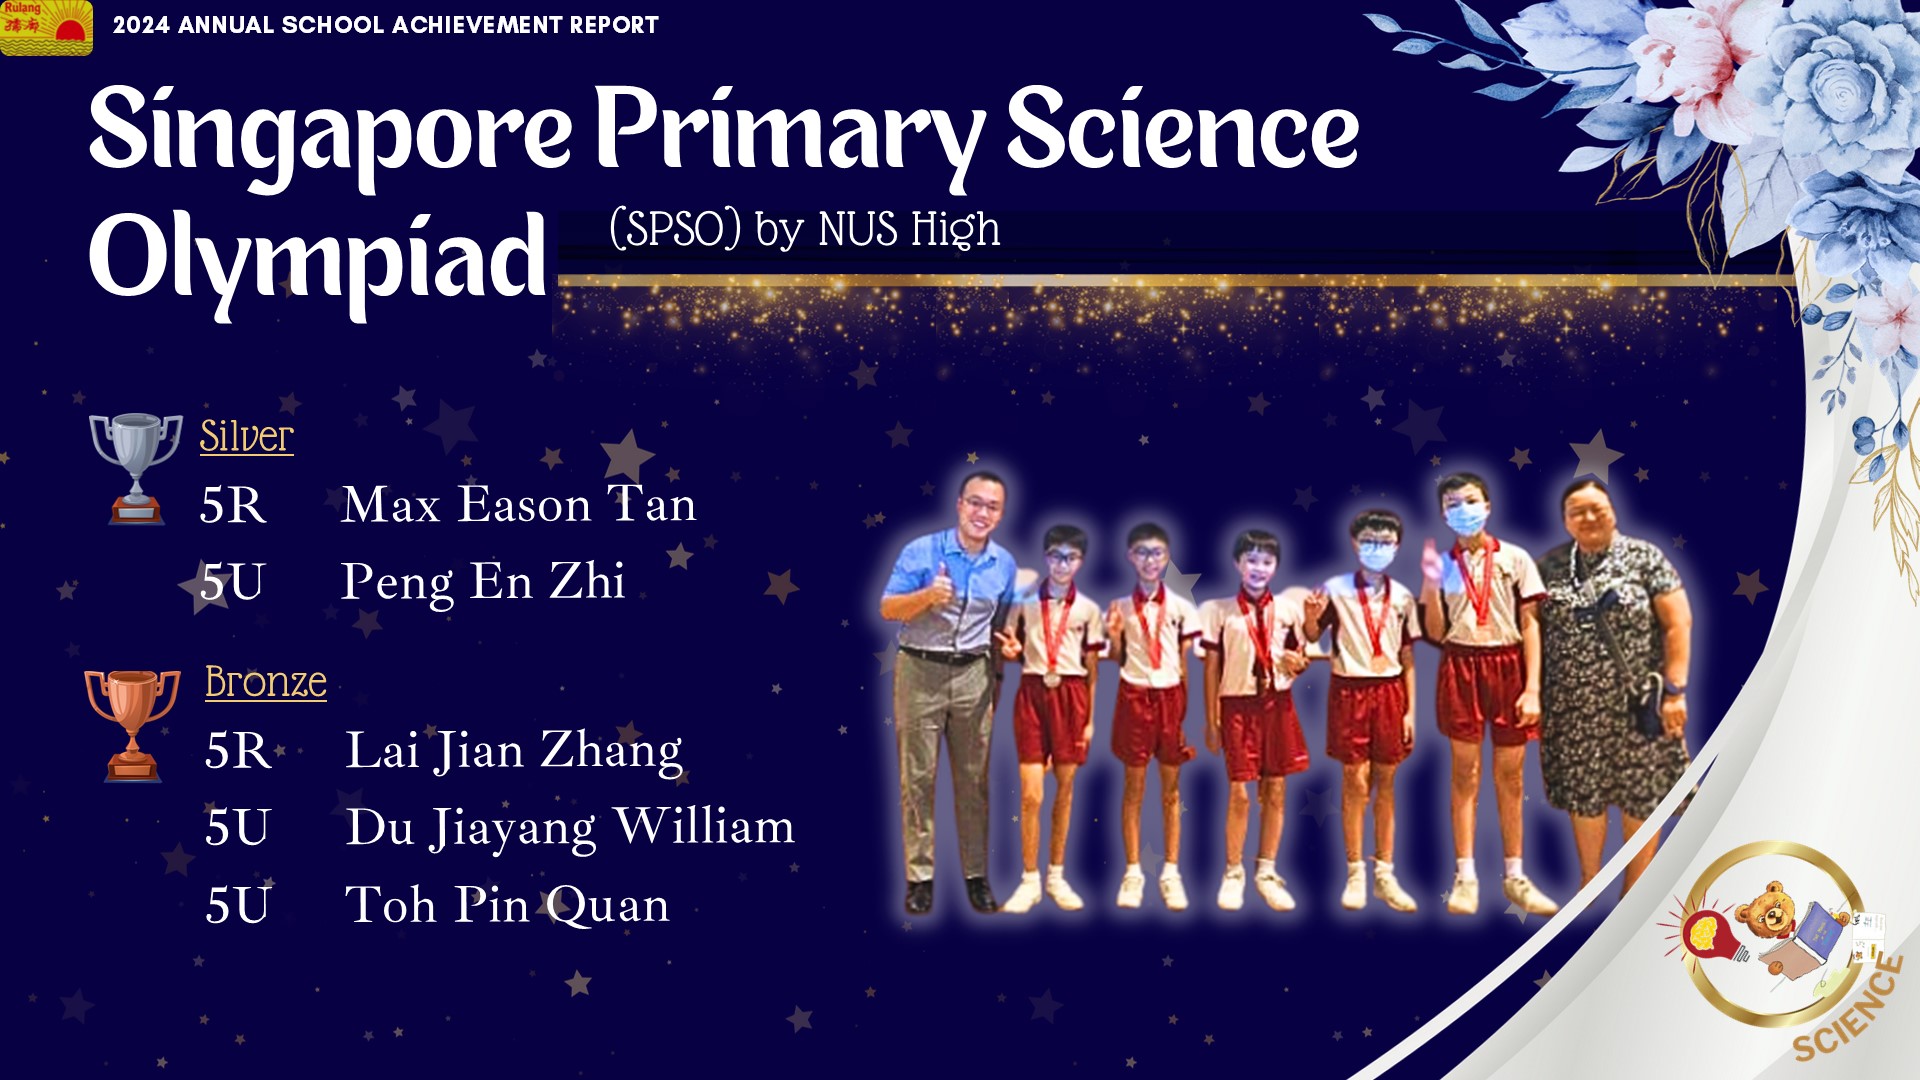 Rulang
2024 ANNUAL SCHOOL ACHIEVEMENT REPORT
Singapore Primary Science
Olympiad
(SPSO) by NUS High
Silver
5R Max Eason Tan
5U Peng En Zhi
Bronze
5R Lai Jian Zhang
5U Du Jiayang William
5U Toh Pin Quan
SCIENCE